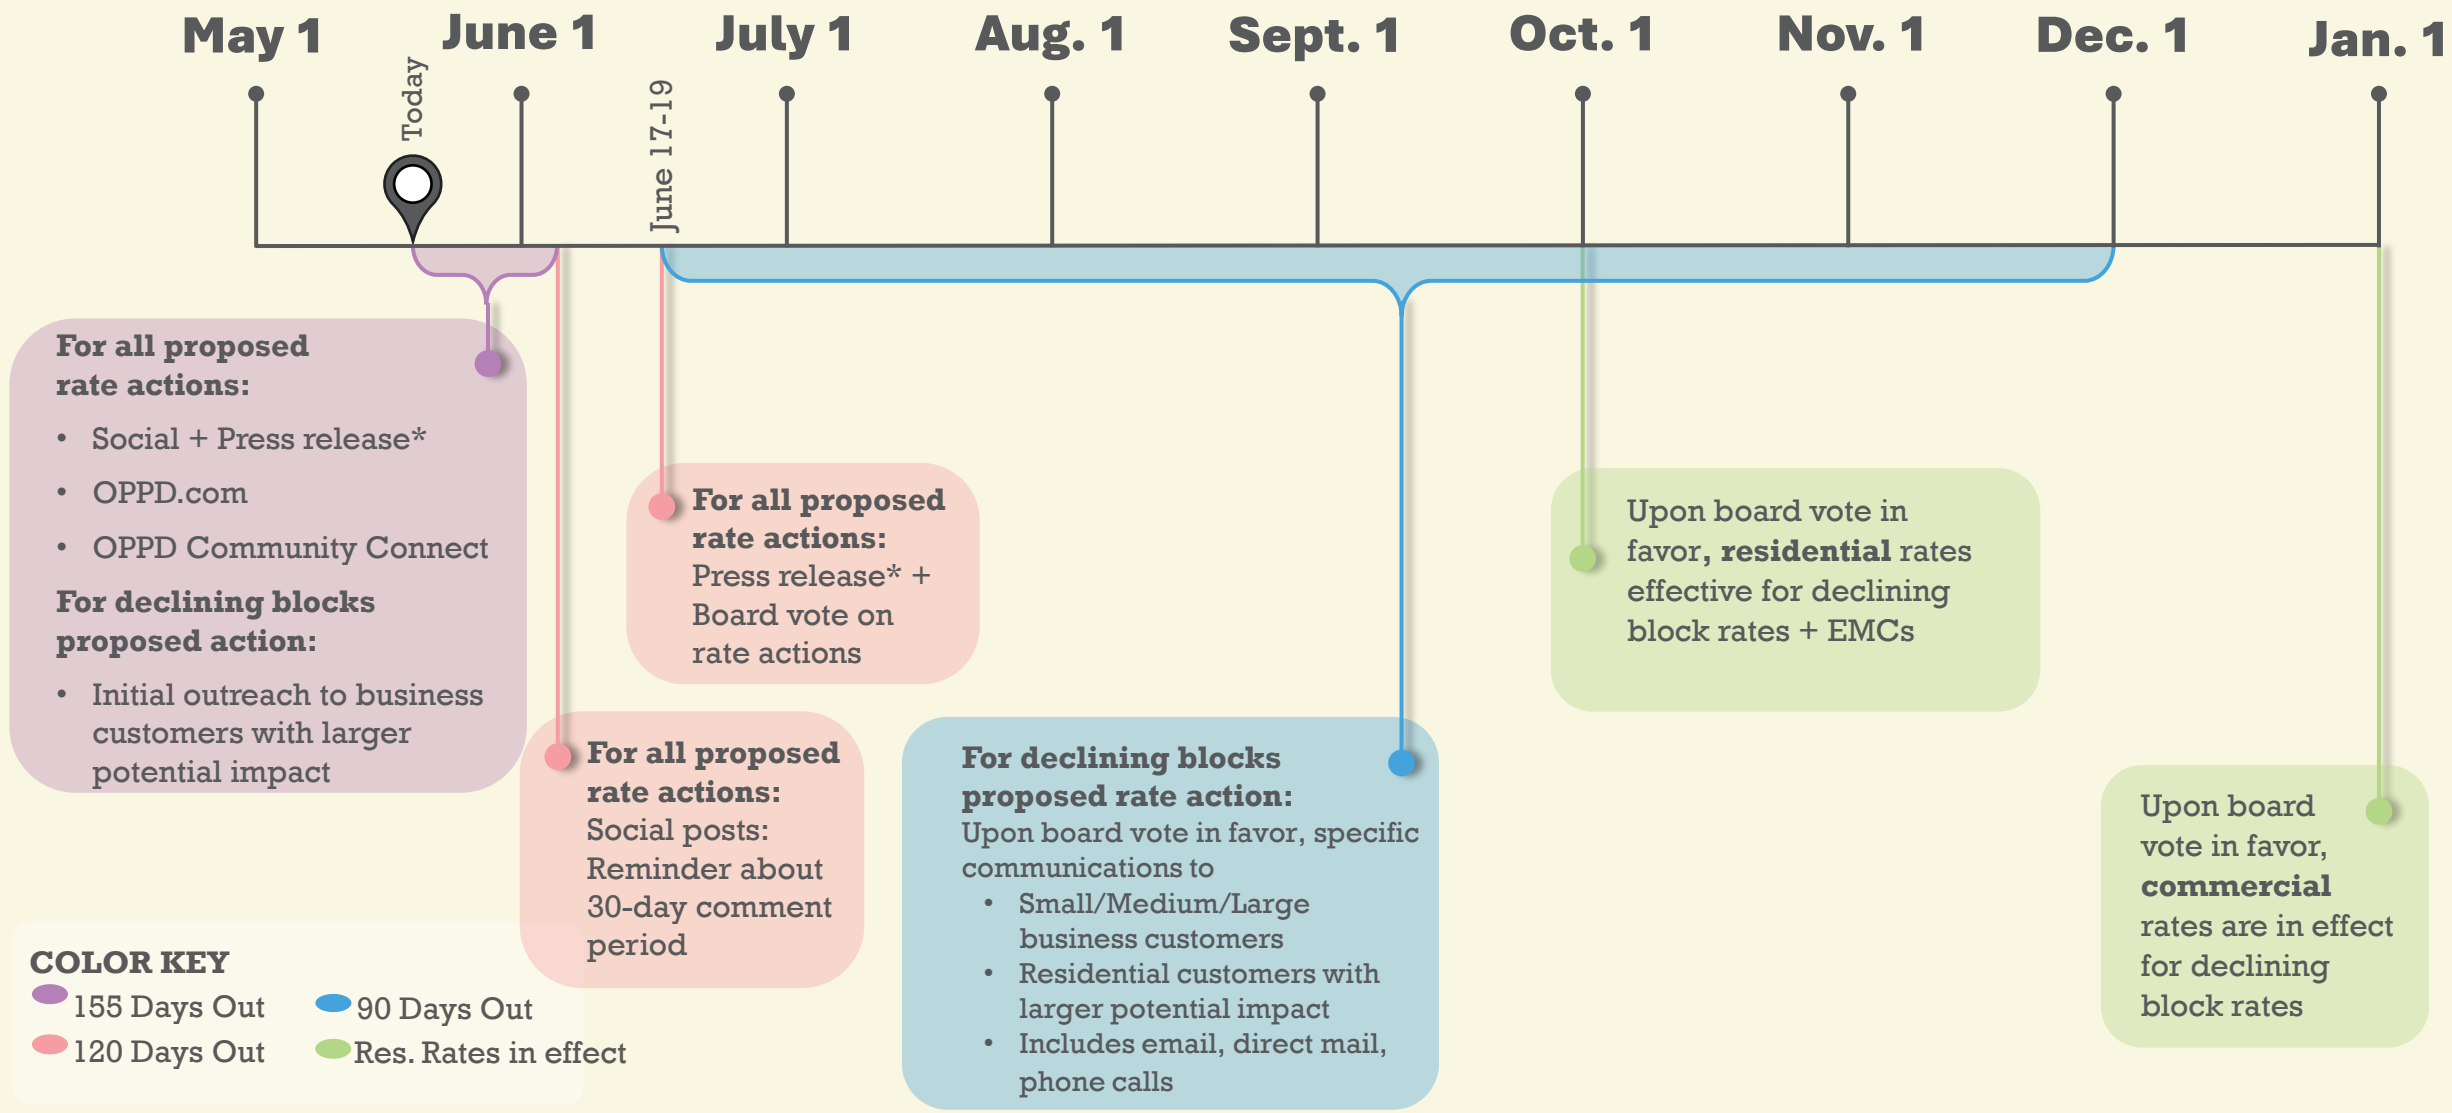 May 1
June 1
July 1
Aug. 1
Sept. 1
Oct. 1
Nov. 1
Dec. 1
Jan. 1
Today
June 17-19
For all proposed
rate actions:
• Social + Press release*
• OPPD.com
• OPPD Community Connect
For declining blocks
proposed action:
• Initial outreach to business
customers with larger
potential impact
For all proposed
rate actions:
Press release* +
Board vote on
rate actions
For all proposed
rate actions:
Social posts:
Reminder about
30-day comment
period
For declining blocks
proposed rate action:
Upon board vote in favor, specific
communications to
• Small/Medium/Large
business customers
• Residential customers with
larger potential impact
• Includes email, direct mail,
phone calls
Upon board vote in
favor, residential rates
effective for declining
block rates + EMCs
Upon board
vote in favor,
commercial
rates are in effect
for declining
block rates
COLOR KEY
155 Days Out
90 Days Out
120 Days Out
Res. Rates in effect